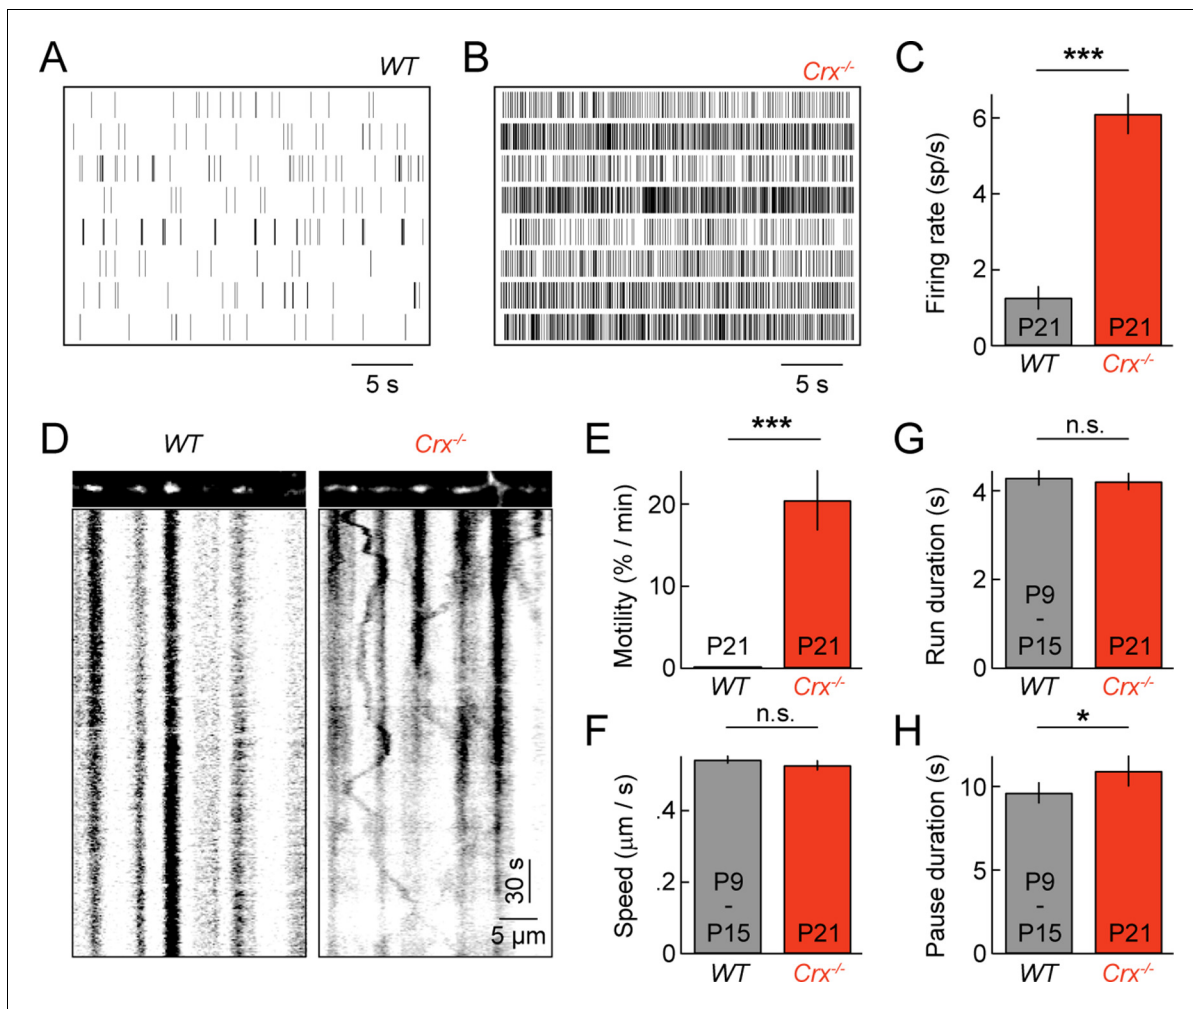 A
WT
5 s
B
Crx-/-
5 s
C
***
Firing rate (sp/s)
6
4
2
0
P21
P21
WT
Crx-/-
D
WT
Crx-/-
30 s
5 μm
E
***
Motility (% / min)
20
10
0
P21
P21
WT
Crx-/-
G
n.s.
Run duration (s)
4
2
0
P9
-
P15
P21
WT
Crx-/-
F
n.s.
Speed (μm / s)
.4
.2
0
P9
-
P15
P21
WT
Crx-/-
H
*
Pause duration (s)
10
5
0
P9
-
P15
P21
WT
Crx-/-